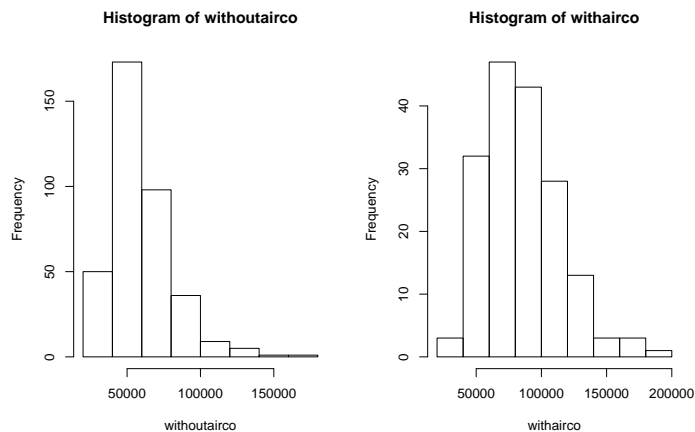 Histogram of withoutairco
Frequency
0 50 100 150
50000 100000 150000
withoutairco
Histogram of withairco
Frequency
0 10 20 30 40
50000 100000 150000 200000
withairco